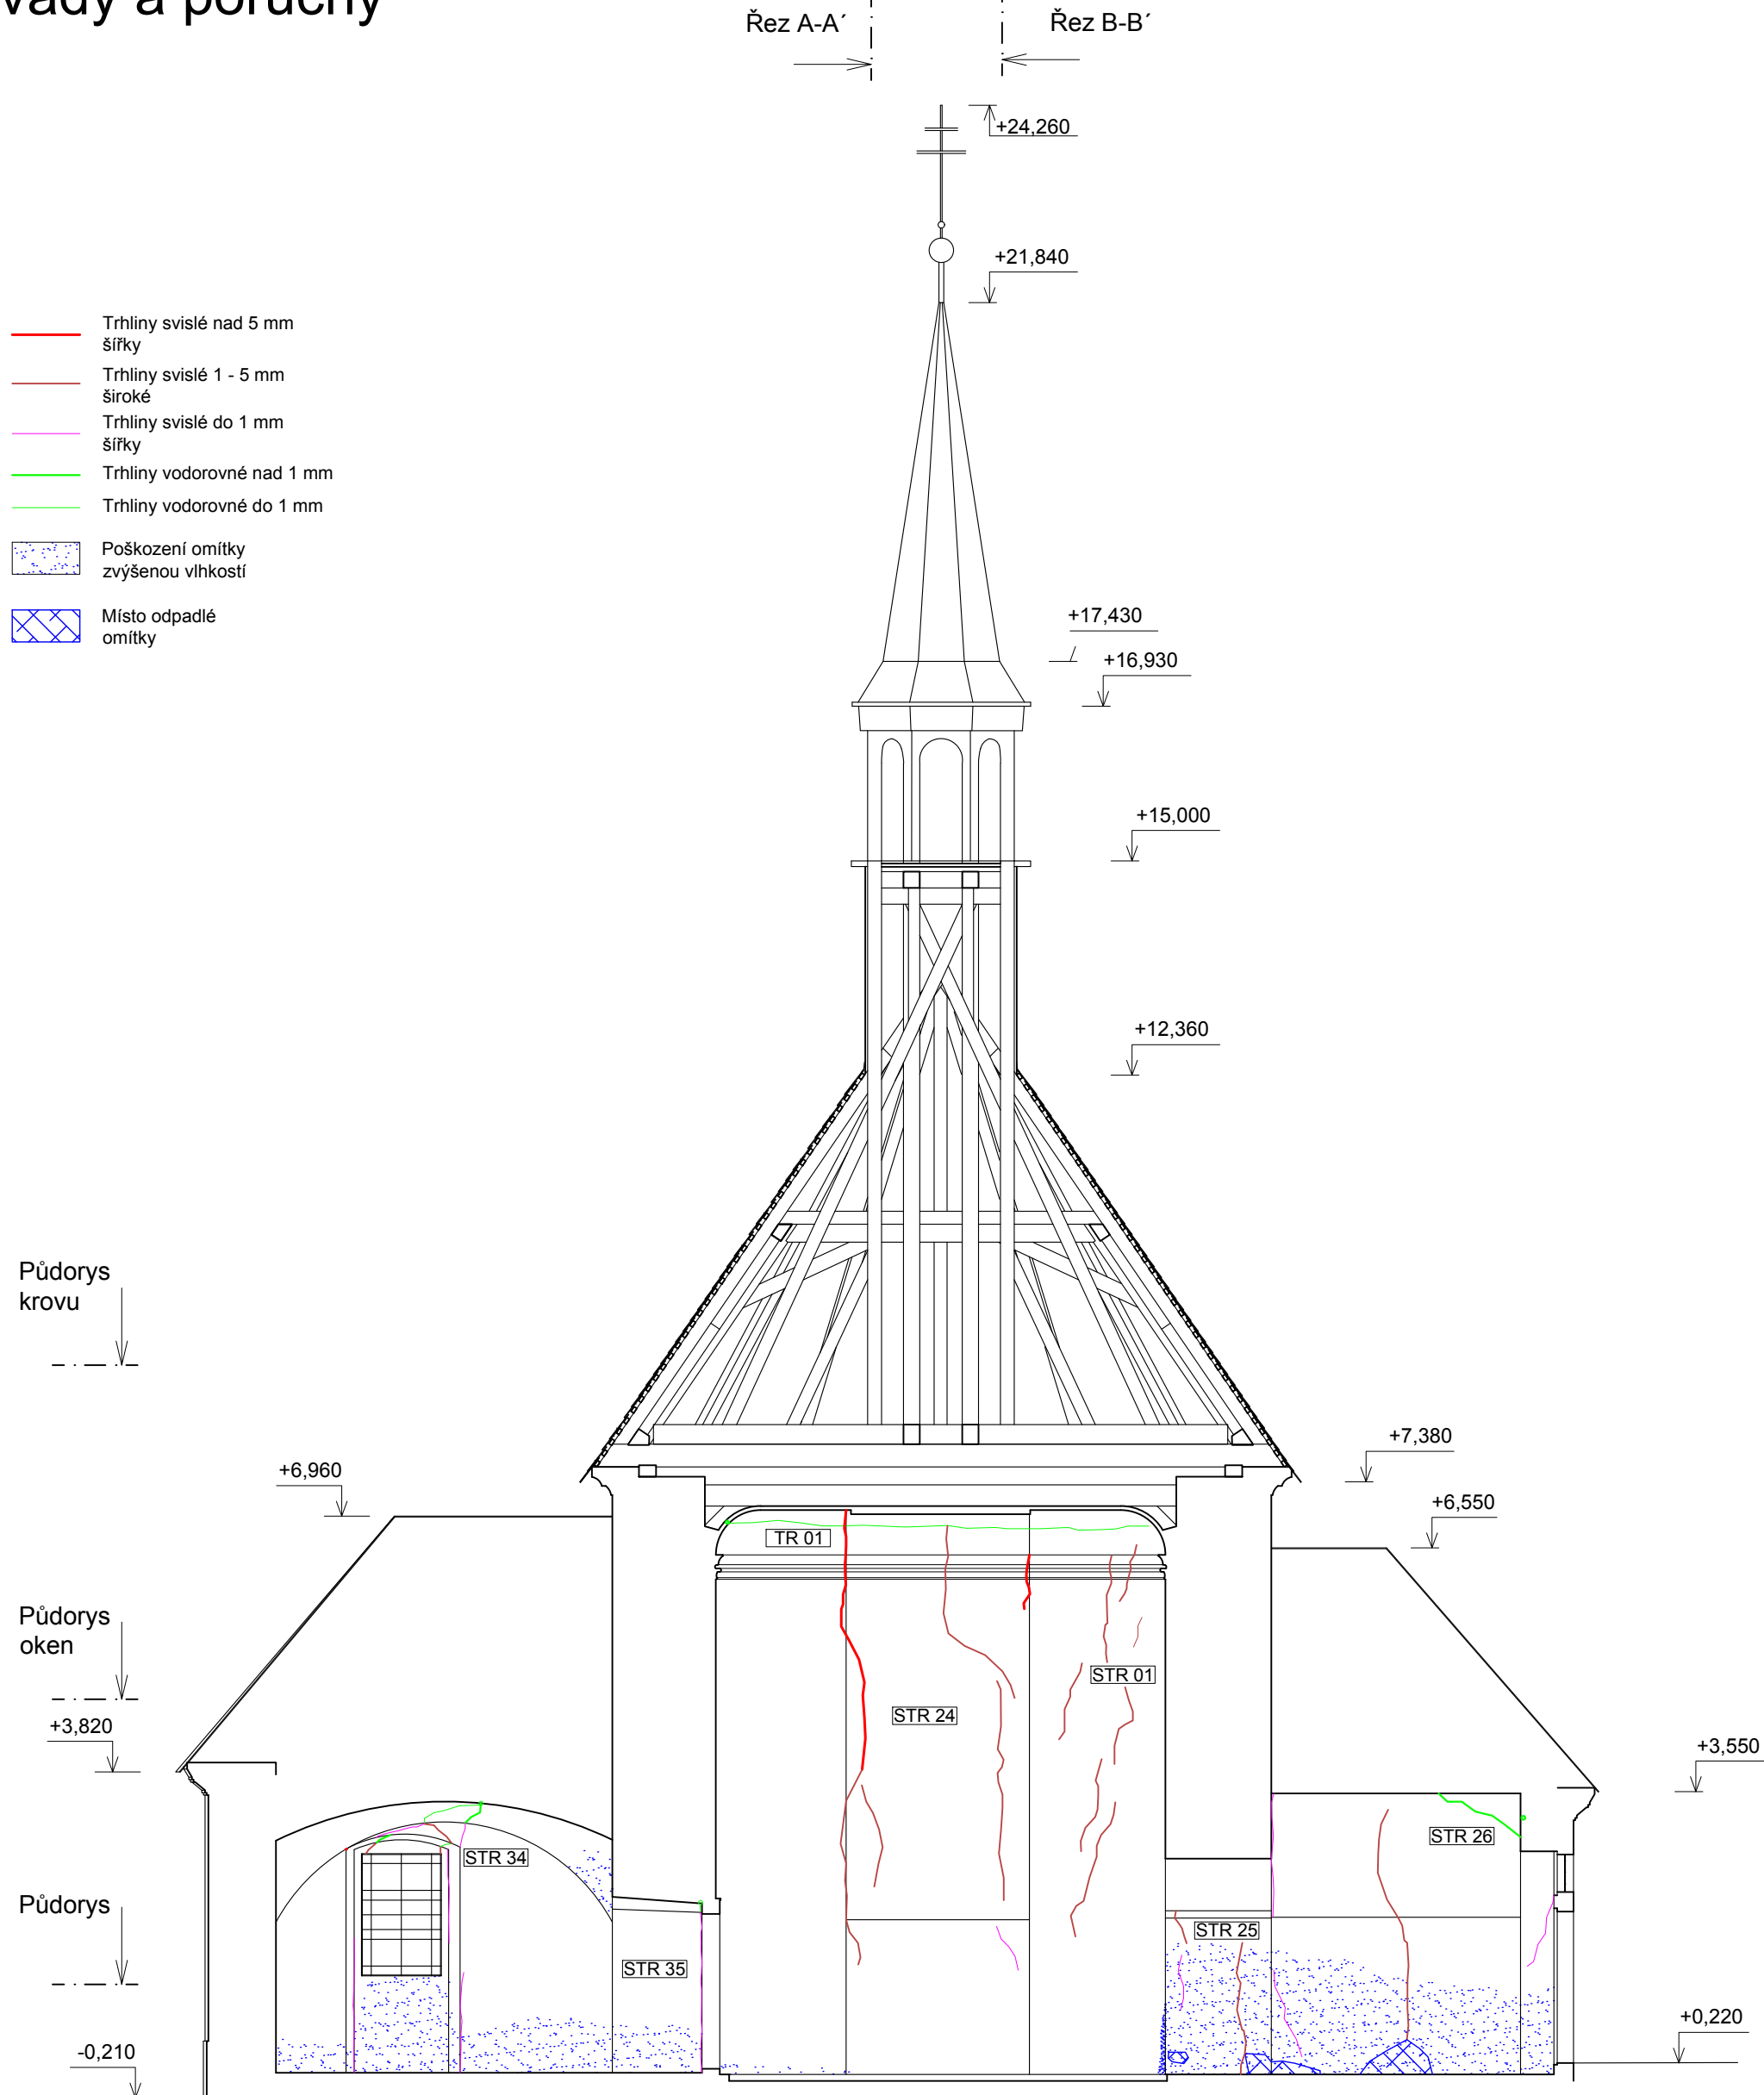 vady a poruchy
Řez A-A´
Řez B-B´
+24,260
+21,840
Trhliny svislé nad 5 mm
šířky
Trhliny svislé 1 - 5 mm
široké
Trhliny svislé do 1 mm
šířky
Trhliny vodorovné nad 1 mm
Trhliny vodorovné do 1 mm
Poškození omítky
zvýšenou vlhkostí
Místo odpadlé
omítky
+17,430
+16,930
+15,000
+12,360
Půdorys
krovu
+7,380
+6,960
+6,550
TR 01
Půdorys
oken
STR 01
STR 24
+3,820
+3,550
STR 26
STR 34
Půdorys
STR 25
STR 35
+0,220
-0,210